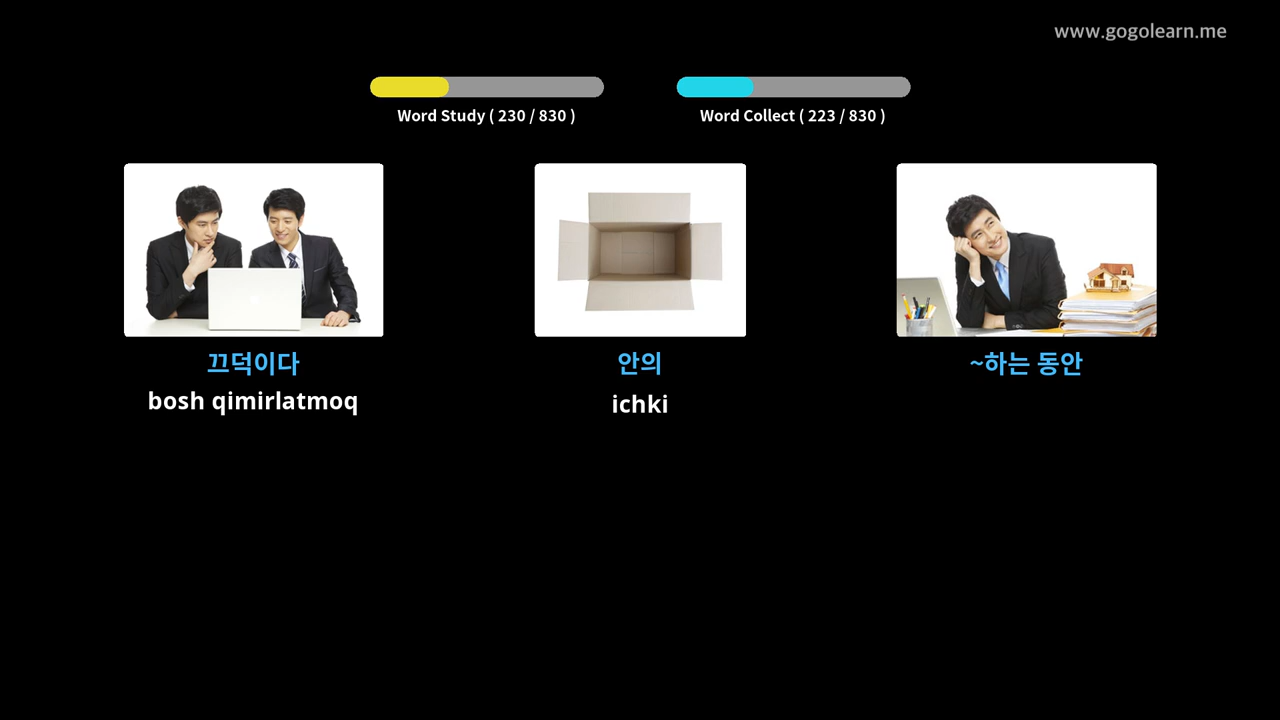 www.gogolearn.me
Word Study ( 230 / 830 )
Word Collect ( 223 / 830 )
끄덕이다
bosh qimirlatmoq
안의
ichki
~하는 동안